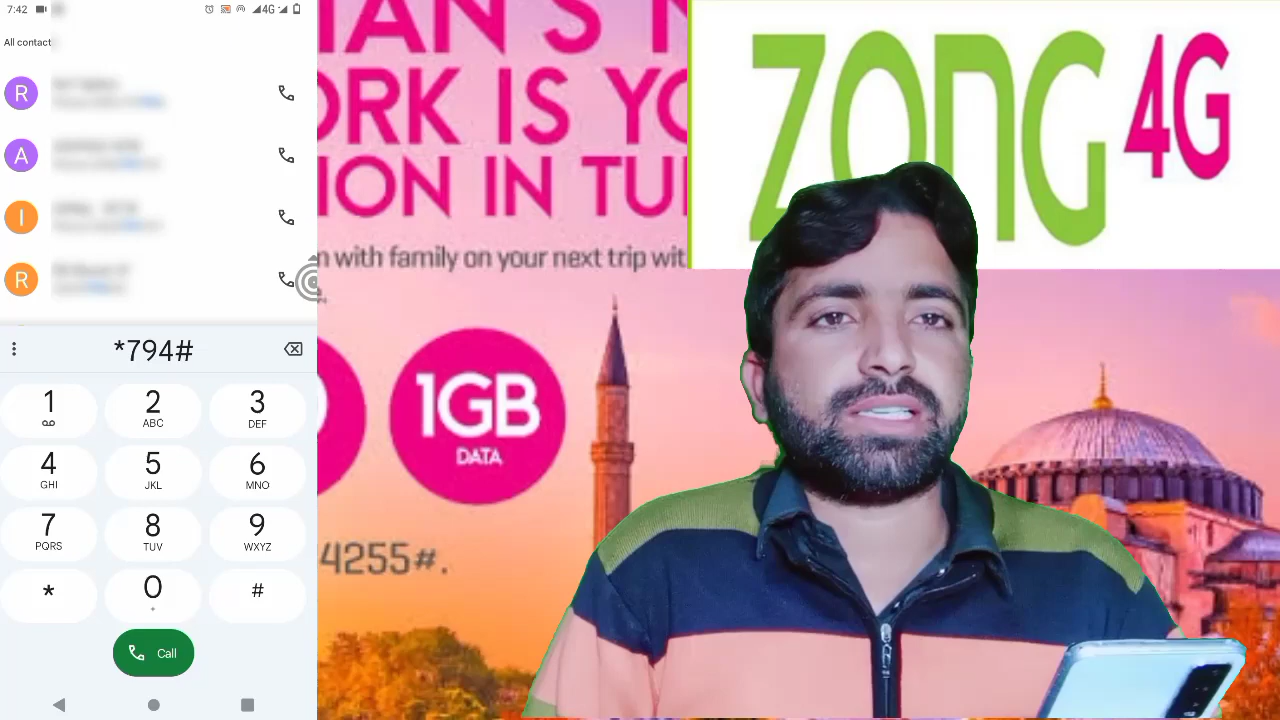 7:42
4G
All contact
R
A
I
R
*794#
1
2
ABC
3
DEF
4
GHI
5
JKL
6
MNO
7
PQRS
8
TUV
9
WXYZ
*
0
+
#
Call
IAN'S N
ORK IS YO
ION IN TU
n with family on your next trip wit
1GB
DATA
4255#.
ZONG 4G